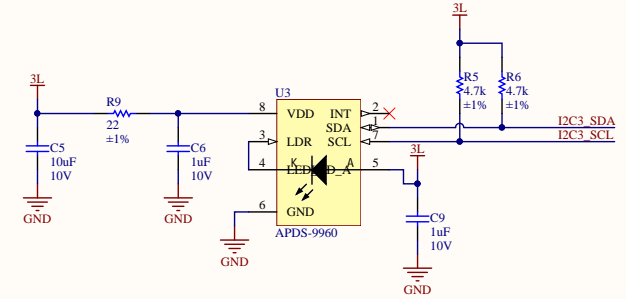 3L
3L
R9
22
±1%
C5
10uF
10V
GND
C6
1uF
10V
GND
U3
8
VDD
INT
2
SDA
1
3
LDR
SCL
7
4
K
A
5
6
GND
APDS-9960
GND
R5
4.7k
±1%
R6
4.7k
±1%
I2C3_SDA
I2C3_SCL
3L
C9
1uF
10V
GND